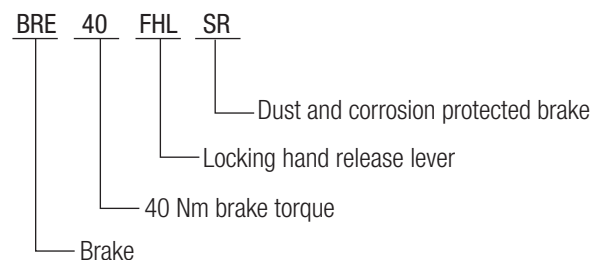 BRE 40 FHL SR
Dust and corrosion protected brake
Locking hand release lever
40 Nm brake torque
Brake